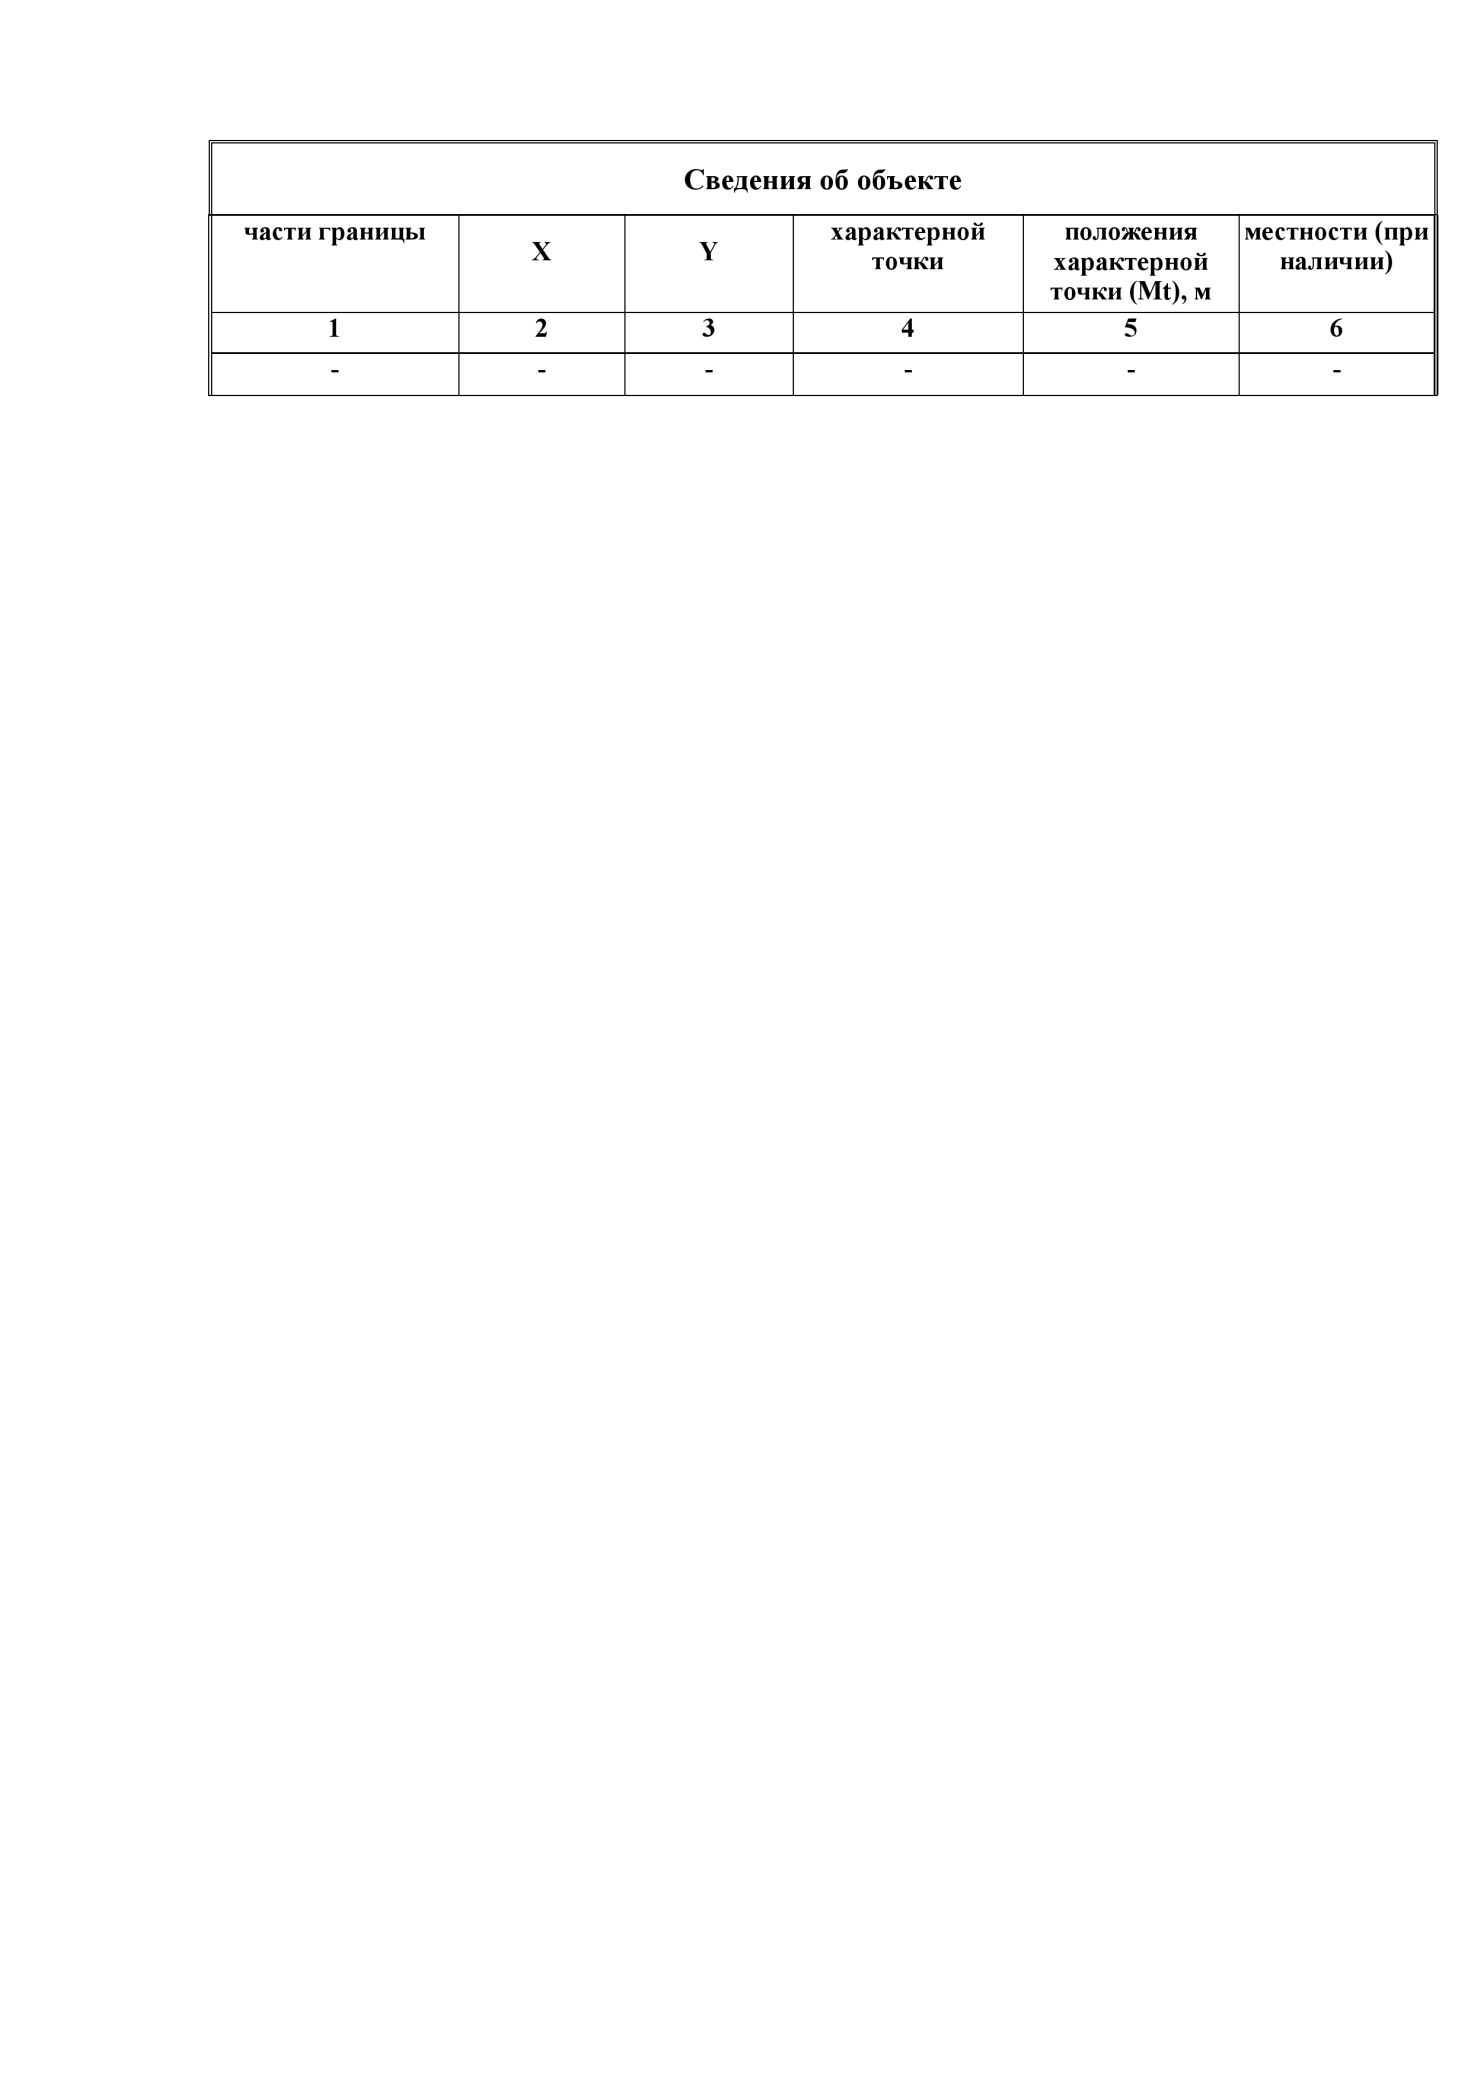 Сведения об объекте
части границы X Y характерной точки положения характерной точки (Mt), м местности (при наличии)
1 2 3 4 5 6
- - - - - -